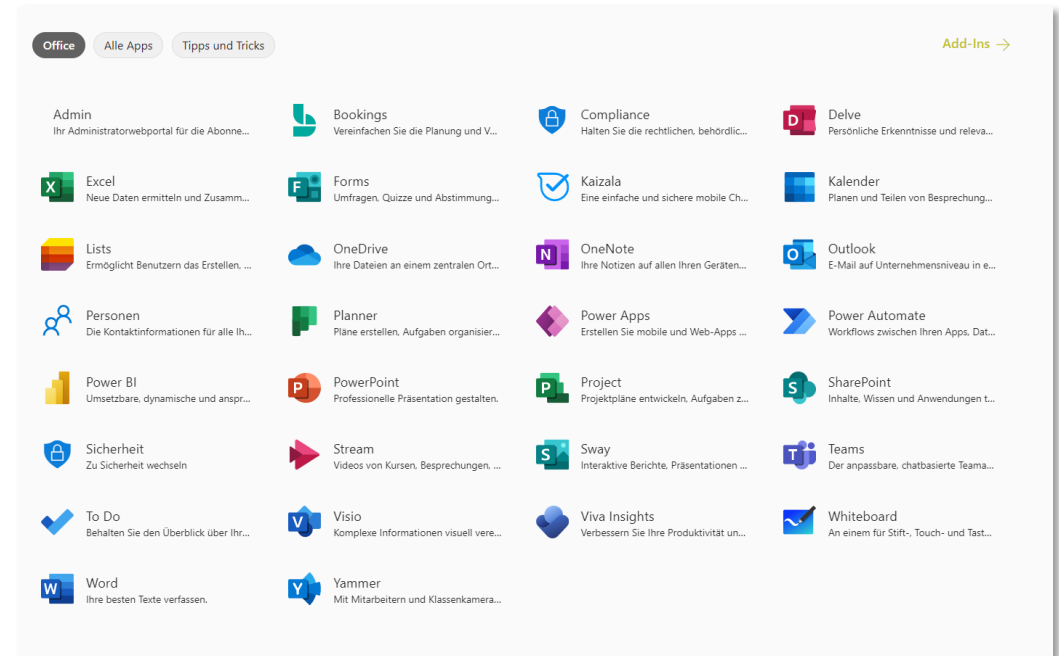 Office
Alle Apps
Tipps und Tricks
Add-Ins →
Admin
Ihr Administratorwebportal für die Abonne...
Bookings
Vereinfachen Sie die Planung und V...
Compliance
Halten Sie die rechtlichen, behördlic...
Delve
Persönliche Erkenntnisse und releva...
Excel
Neue Daten ermitteln und Zusamm...
Forms
Umfragen, Quizze und Abstimmung...
Kaizala
Eine einfache und sichere mobile Ch...
Kalender
Planen und Teilen von Besprechung...
Lists
Ermöglicht Benutzern das Erstellen, ...
OneDrive
Ihre Dateien an einem zentralen Ort...
OneNote
Ihre Notizen auf allen Ihren Geräten...
Outlook
E-Mail auf Unternehmensniveau in e...
Personen
Die Kontaktinformationen für alle Ih...
Planner
Pläne erstellen, Aufgaben organisier...
Power Apps
Erstellen Sie mobile und Web-Apps ...
Power Automate
Workflows zwischen Ihren Apps, Dat...
Power BI
Umsetzbare, dynamische und anspr...
PowerPoint
Professionelle Präsentation gestalten.
Project
Projektpläne entwickeln, Aufgaben z...
SharePoint
Inhalte, Wissen und Anwendungen t...
Sicherheit
Zu Sicherheit wechseln
Stream
Videos von Kursen, Besprechungen, ...
Sway
Interaktive Berichte, Präsentationen ...
Teams
Der anpassbare, chatbasierte Teama...
To Do
Behalten Sie den Überblick über Ihr...
Visio
Komplexe Informationen visuell vere...
Viva Insights
Verbessern Sie Ihre Produktivität un...
Whiteboard
An einem für Stift-, Touch- und Tast...
Word
Ihre besten Texte verfassen.
Yammer
Mit Mitarbeitern und Klassenkamera...